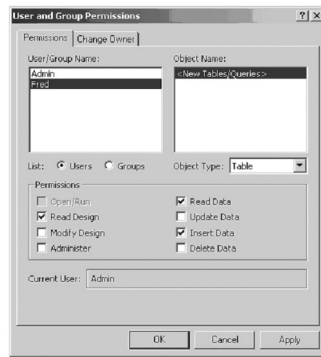 User and Group Permissions
Permissions Change Owner
User/Group Name: Object Name:
Admin <New Tables/Queries>
Fred
List: Users Groups Object Type: Table
Permissions
Open/Run Read Data
Read Design Update Data
Modify Design Insert Data
Administer Delete Data
Current User: Admin
OK Cancel Apply